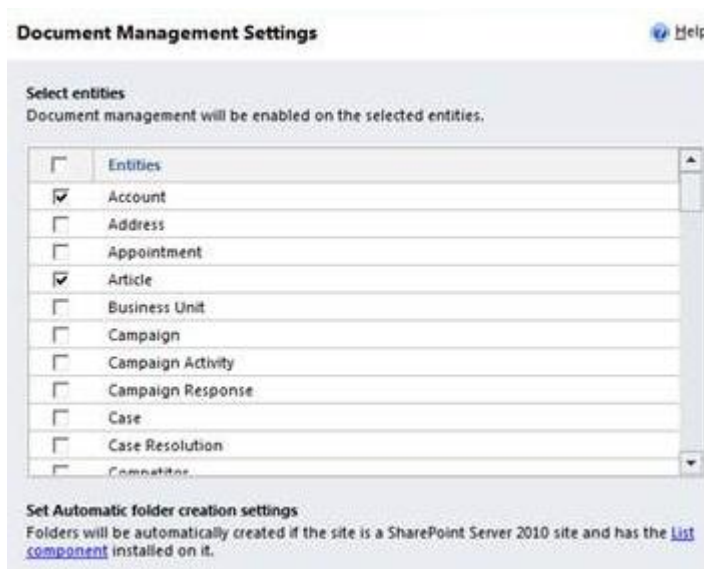 Document Management Settings
Help
Select entities
Document management will be enabled on the selected entities.
Entities
Account
Address
Appointment
Article
Business Unit
Campaign
Campaign Activity
Campaign Response
Case
Case Resolution
Competitor
Set Automatic folder creation settings
Folders will be automatically created if the site is a SharePoint Server 2010 site and has the List
component installed on it.